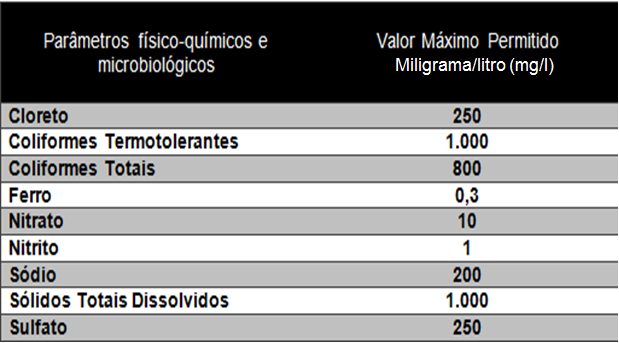 Parâmetros físico-químicos e microbiológicos Valor Máximo Permitido Miligrama/litro (mg/l)
Cloreto 250
Coliformes Termotolerantes 1.000
Coliformes Totais 800
Ferro 0,3
Nitrato 10
Nitrito 1
Sódio 200
Sólidos Totais Dissolvidos 1.000
Sulfato 250